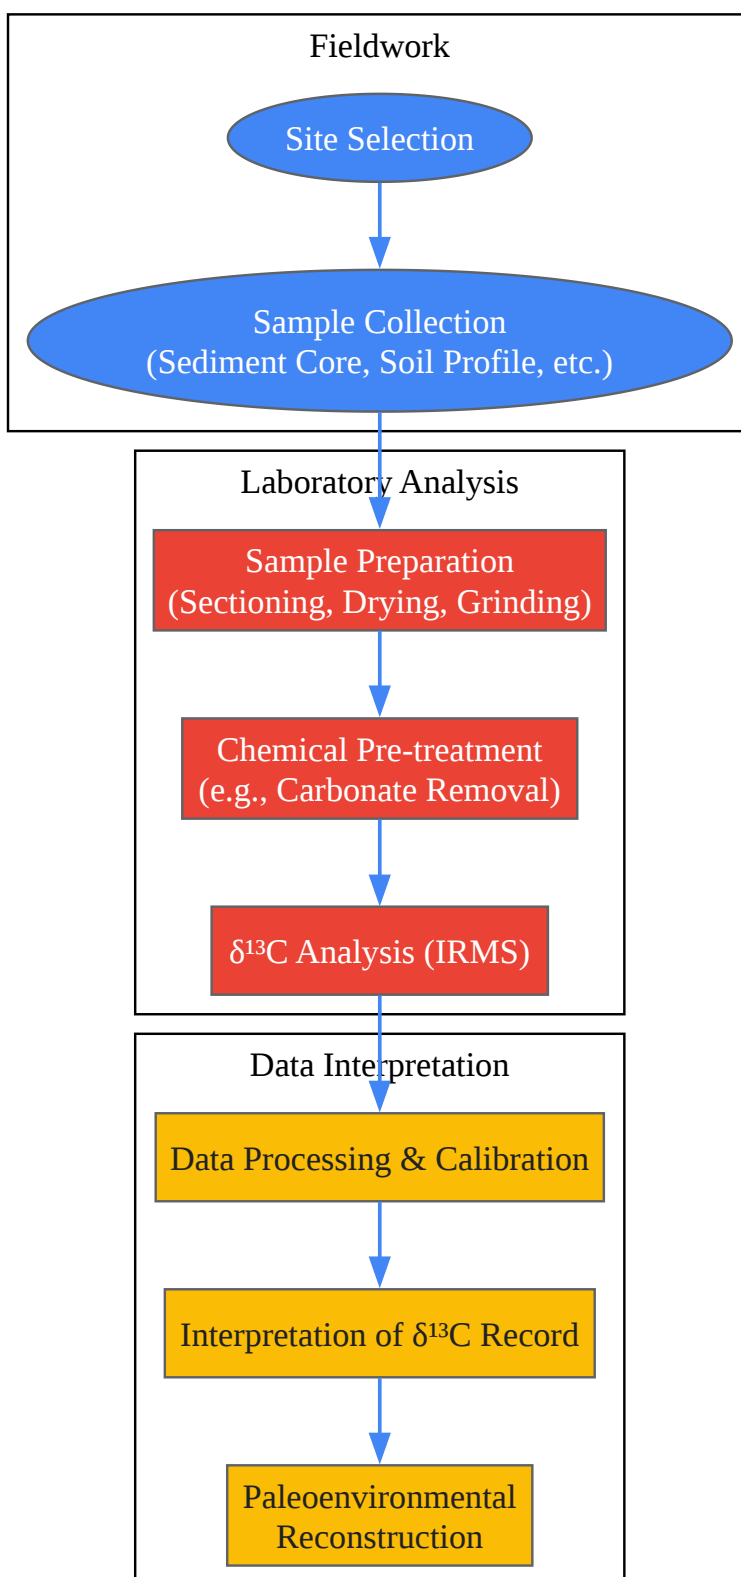 Fieldwork
Site Selection
Sample Collection
(Sediment Core, Soil Profile, etc.)
Laboratory Analysis
Sample Preparation
(Sectioning, Drying, Grinding)
Chemical Pre-treatment
(e.g., Carbonate Removal)
δ¹³C Analysis (IRMS)
Data Interpretation
Data Processing & Calibration
Interpretation of δ¹³C Record
Paleoenvironmental
Reconstruction